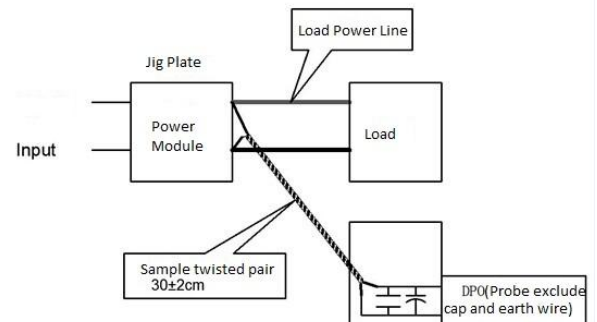 Load Power Line
Jig Plate
Power
Module
Load
Input
Sample twisted pair
30±2cm
DPO(Probe exclude
cap and earth wire)